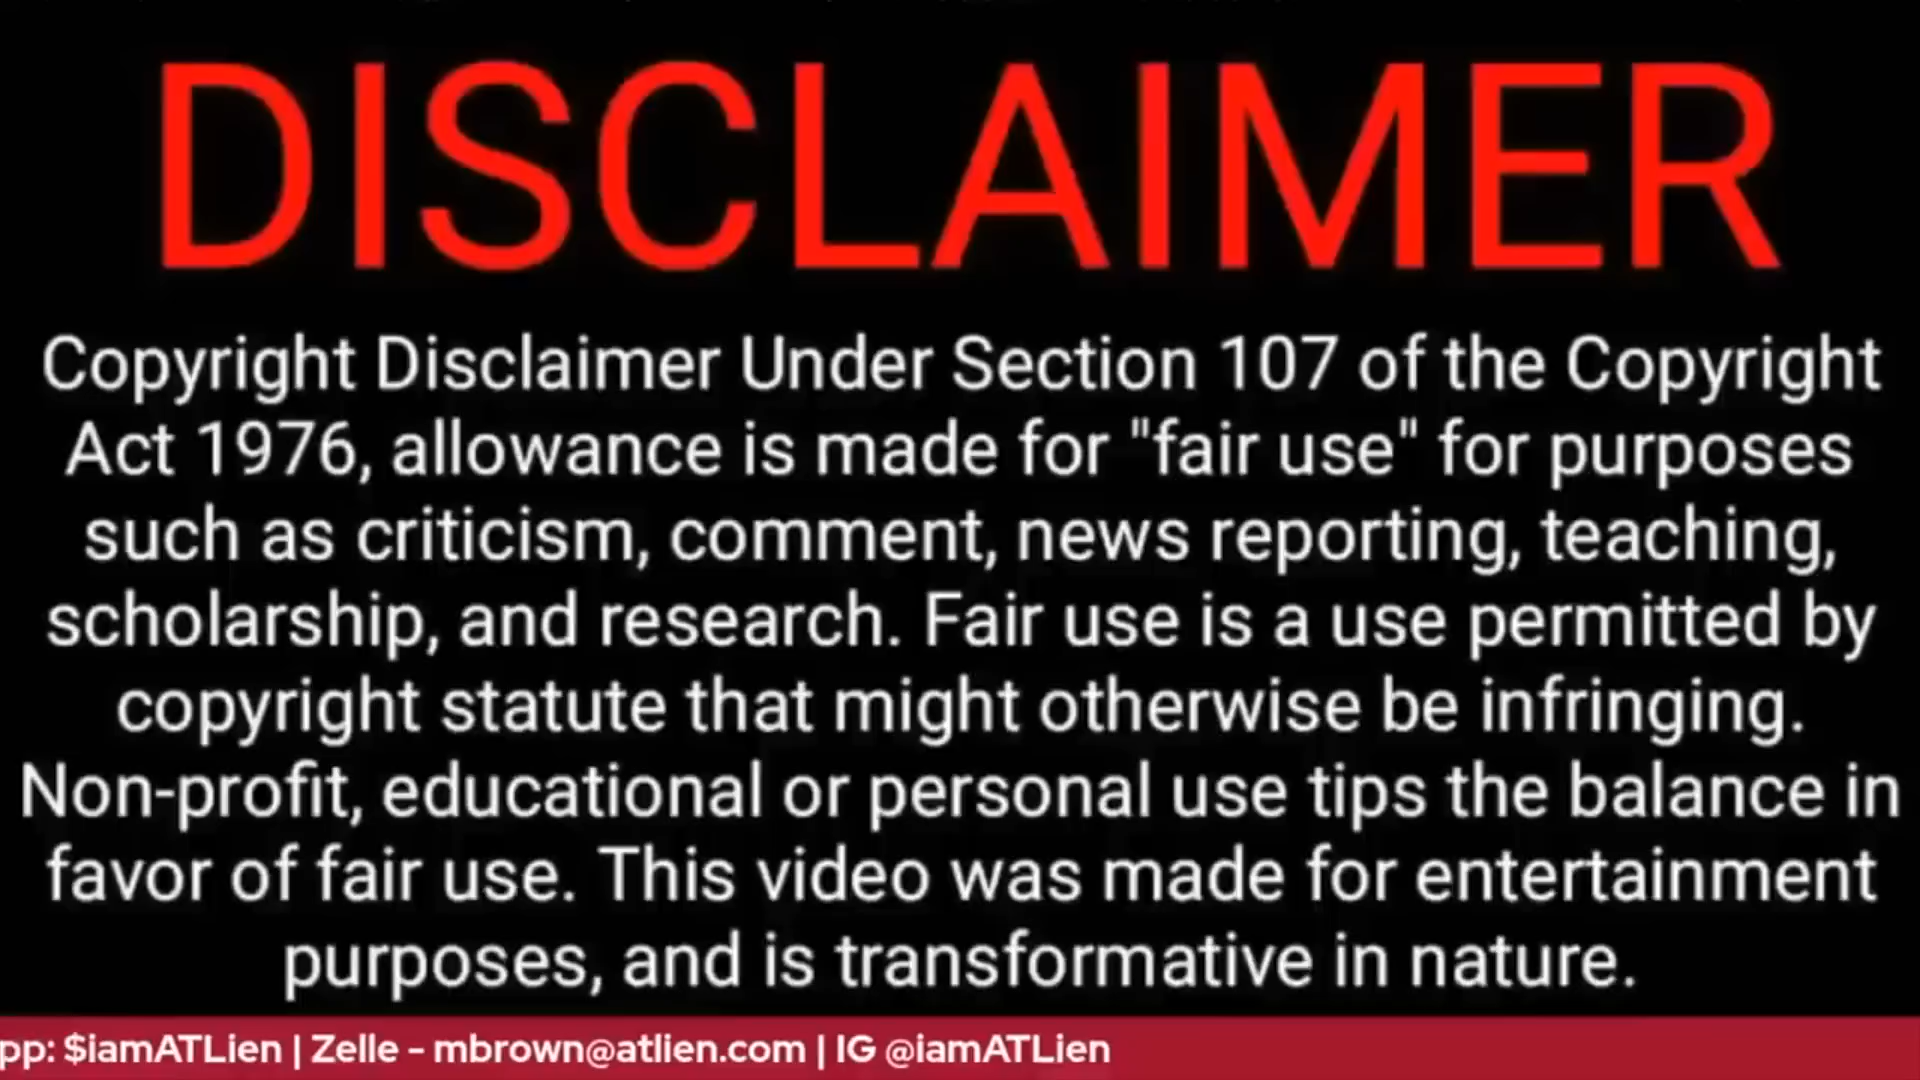 DISCLAIMER
Copyright Disclaimer Under Section 107 of the Copyright
Act 1976, allowance is made for "fair use" for purposes
such as criticism, comment, news reporting, teaching,
scholarship, and research. Fair use is a use permitted by
copyright statute that might otherwise be infringing.
Non-profit, educational or personal use tips the balance in
favor of fair use. This video was made for entertainment
purposes, and is transformative in nature.
pp: $iamATLien | Zelle - mbrown@atlien.com | IG @iamATLien